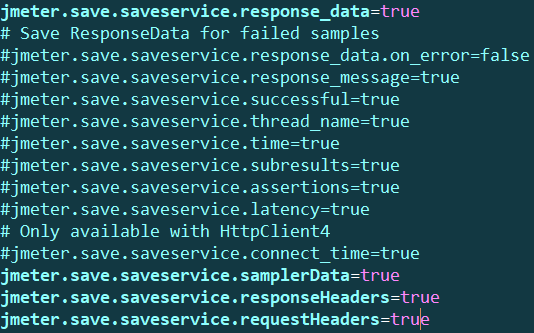 jmeter.save.saveservice.response_data=true
# Save ResponseData for failed samples
#jmeter.save.saveservice.response_data.on_error=false
#jmeter.save.saveservice.response_message=true
#jmeter.save.saveservice.successful=true
#jmeter.save.saveservice.thread_name=true
#jmeter.save.saveservice.time=true
#jmeter.save.saveservice.subresults=true
#jmeter.save.saveservice.assertions=true
#jmeter.save.saveservice.latency=true
# Only available with HttpClient4
#jmeter.save.saveservice.connect_time=true
jmeter.save.saveservice.samplerData=true
jmeter.save.saveservice.responseHeaders=true
jmeter.save.saveservice.requestHeaders=true